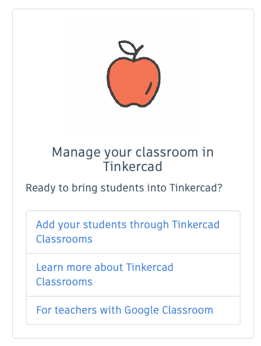 Manage your classroom in
Tinkercad
Ready to bring students into Tinkercad?
Add your students through Tinkercad
Classrooms
Learn more about Tinkercad
Classrooms
For teachers with Google Classroom